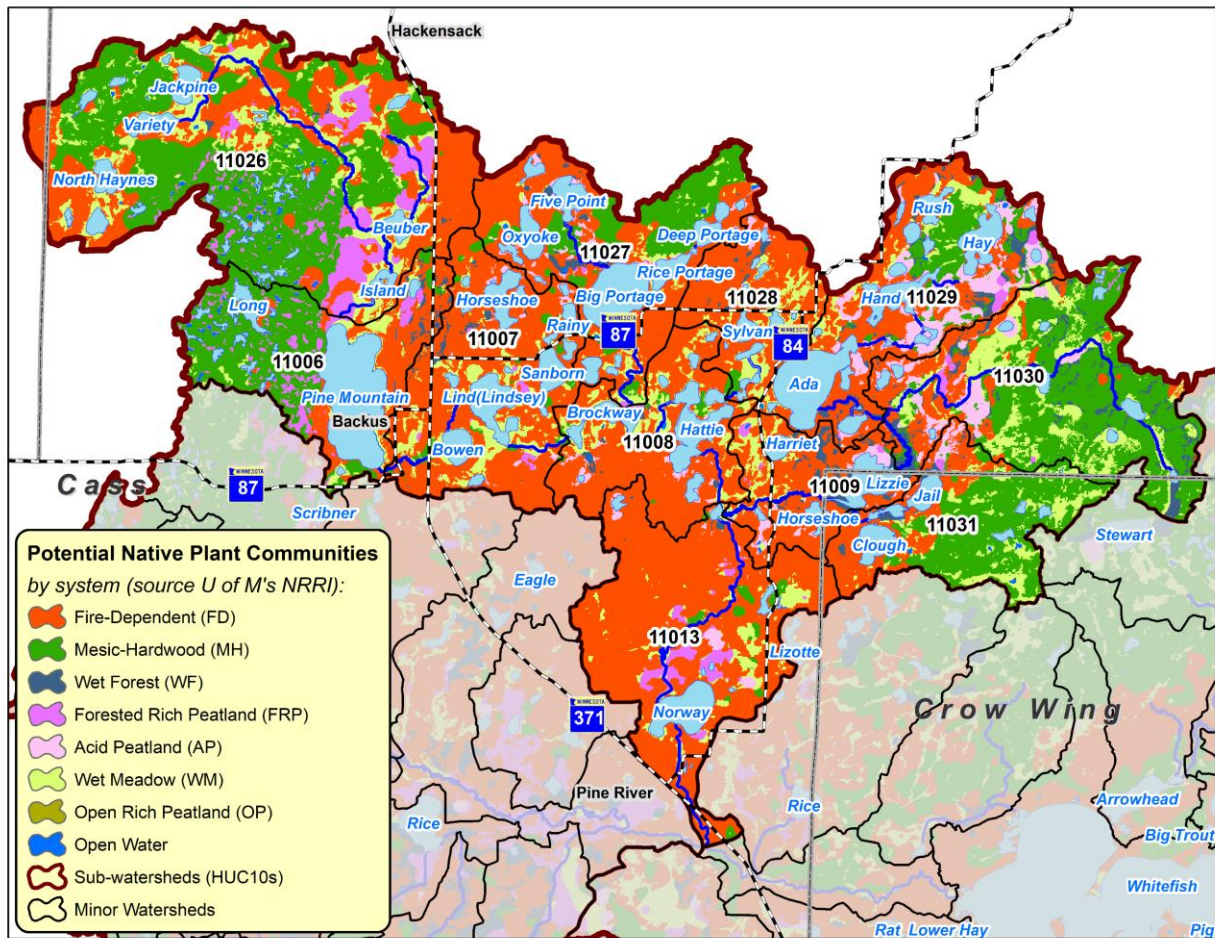 Hackensack
Jackpine
Variety
11026
North Haynes
Rush
Five Point
Hay
Beuber
Oxyoke
Deep Portage
11027
Rice Portage
Island
Hand
11029
Long
Horseshoe
Big Portage
11028
Rainy
MINNESOTA
87
Sylvan
MINNESOTA
84
11007
11006
Sanborn
Ada
11030
Pine Mountain
Lind(Lindsey)
Backus
Brockway
11008
Hattie
Bowen
Harriet
Cass
MINNESOTA
87
Lizzie
11009
Jail
Scribner
Horseshoe
11031
Clough
Stewart
Eagle
11013
Lizotte
Norway
MINNESOTA
371
Crow Wing
Pine River
Rice
Rice
Arrowhead
Big Trout
Whitefish
Rat
Lower Hay
Pig
Potential Native Plant Communities
by system (source U of M's NRRI):
Fire-Dependent (FD)
Mesic-Hardwood (MH)
Wet Forest (WF)
Forested Rich Peatland (FRP)
Acid Peatland (AP)
Wet Meadow (WM)
Open Rich Peatland (OP)
Open Water
Sub-watersheds (HUC10s)
Minor Watersheds